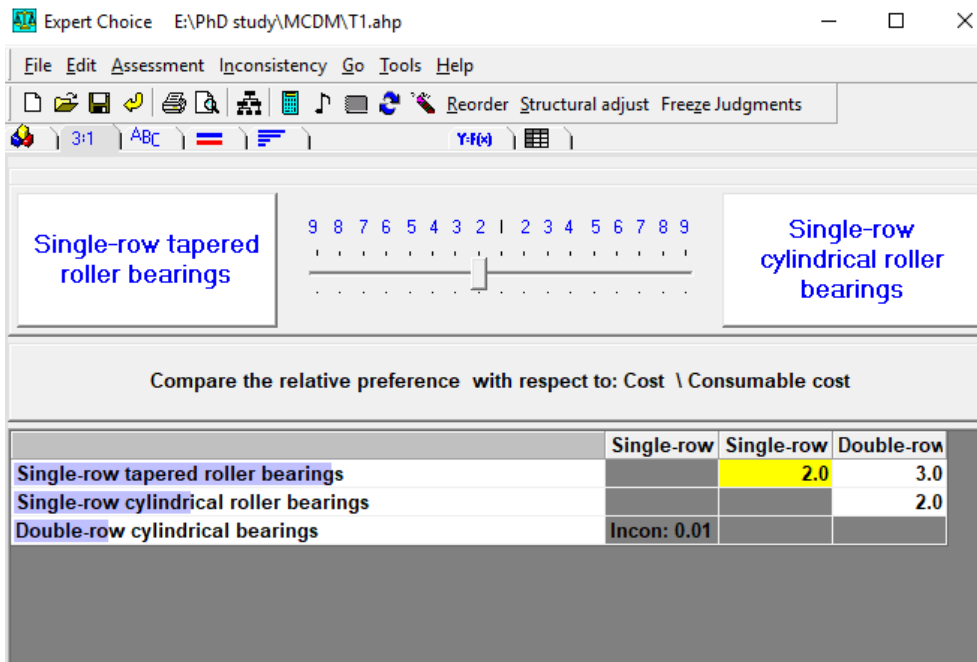 Expert Choice E:\PhD study\MCDM\T1.ahp
File Edit Assessment Inconsistency Go Tools Help
Reorder Structural adjust Freeze Judgments
3:1 ABC Y=F(x)
9 8 7 6 5 4 3 2 1 2 3 4 5 6 7 8 9
Single-row tapered
roller bearings
Single-row
cylindrical roller
bearings
Compare the relative preference with respect to: Cost \ Consumable cost
Single-row Single-row Double-row
Single-row tapered roller bearings 2.0 3.0
Single-row cylindrical roller bearings 2.0
Double-row cylindrical bearings Incon: 0.01